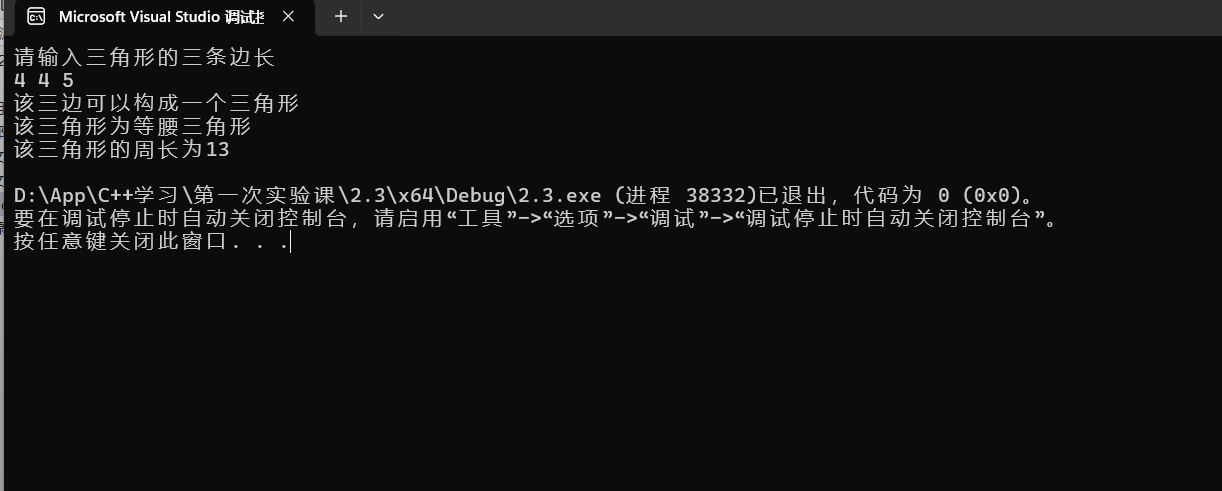 Microsoft Visual Studio 调试
请输入三角形的三条边长
4 4 5
该三边可以构成一个三角形
该三角形为等腰三角形
该三角形的周长为13
D:\App\C++学习\第一次实验课\2.3\x64\Debug\2.3.exe (进程 38332)已退出，代码为 0 (0x0)。
要在调试停止时自动关闭控制台，请启用“工具”->“选项”->“调试”->“调试停止时自动关闭控制台”。
按任意键关闭此窗口. . .